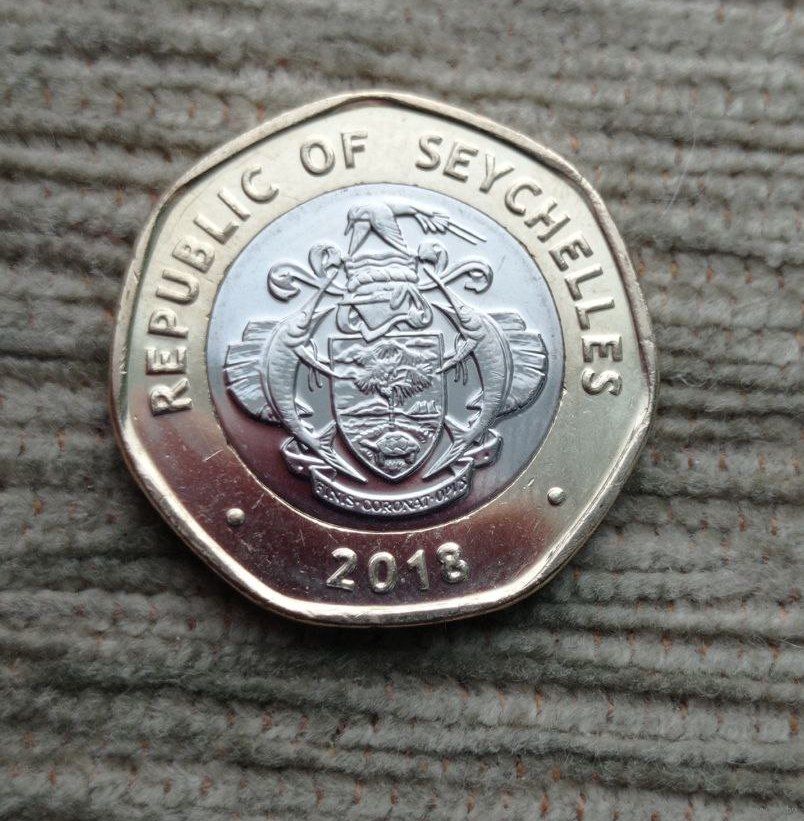 REPUBLIC OF SEYCHELLES
FINIS · CORONAT · OPUS
· 2018 ·